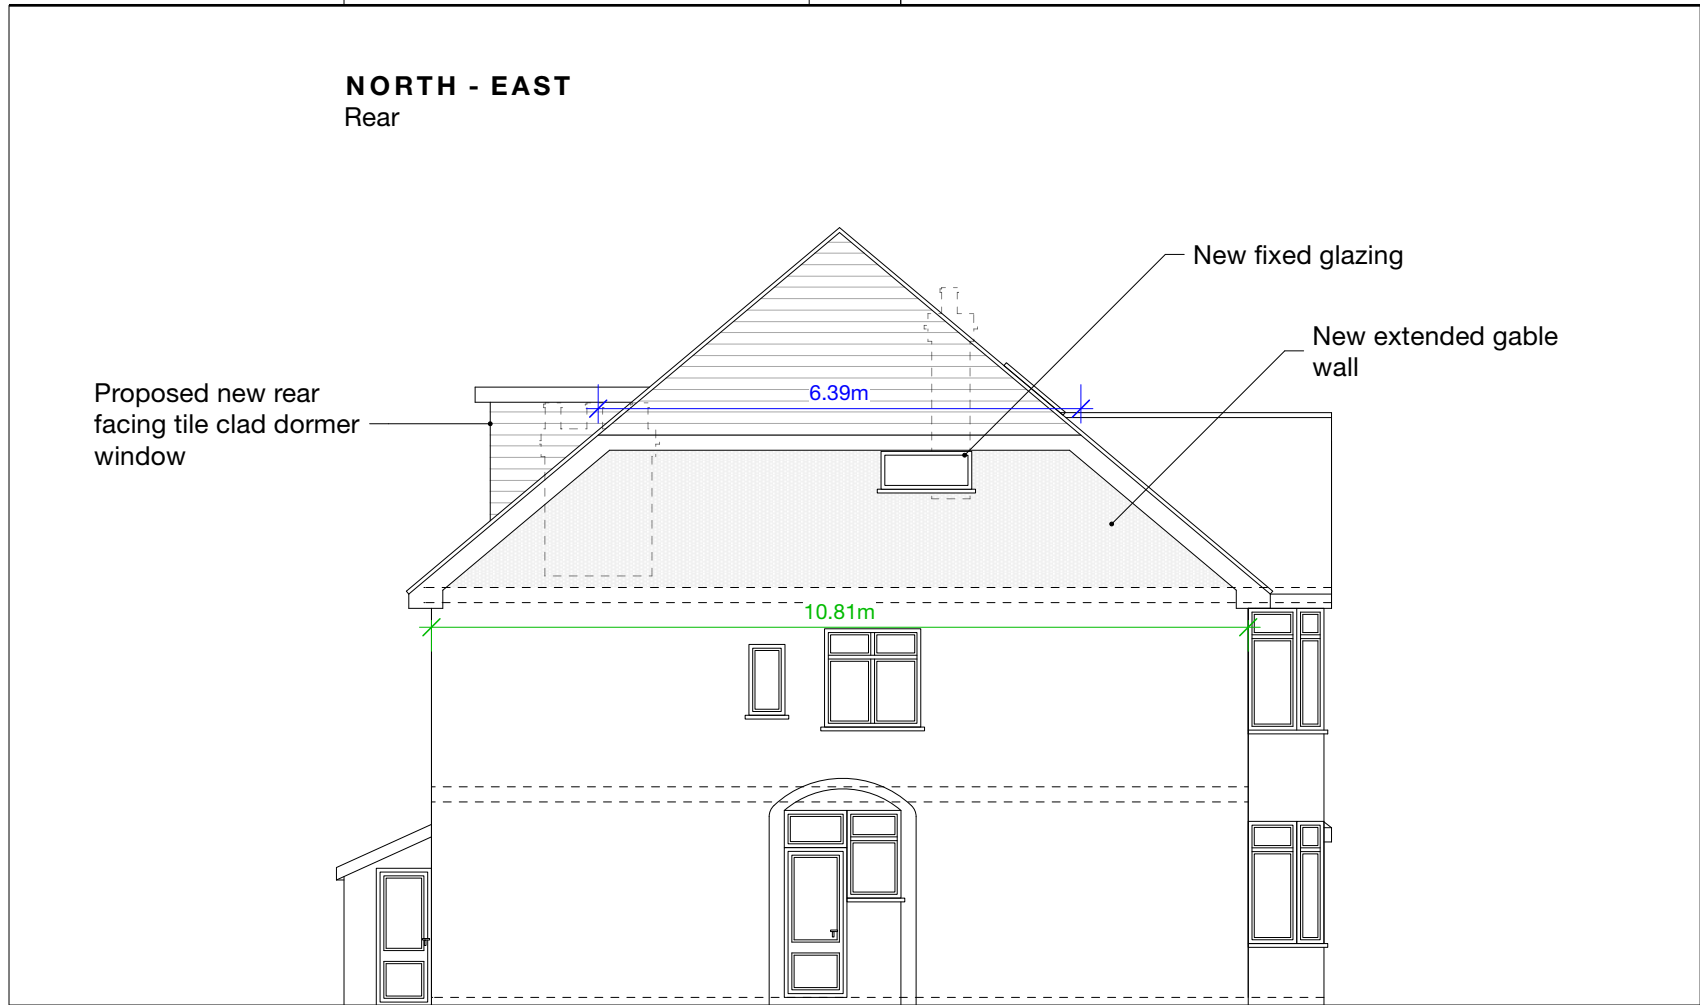 NORTH - EAST
Rear
New fixed glazing
New extended gable
wall
Proposed new rear
facing tile clad dormer
window
6.39m
10.81m